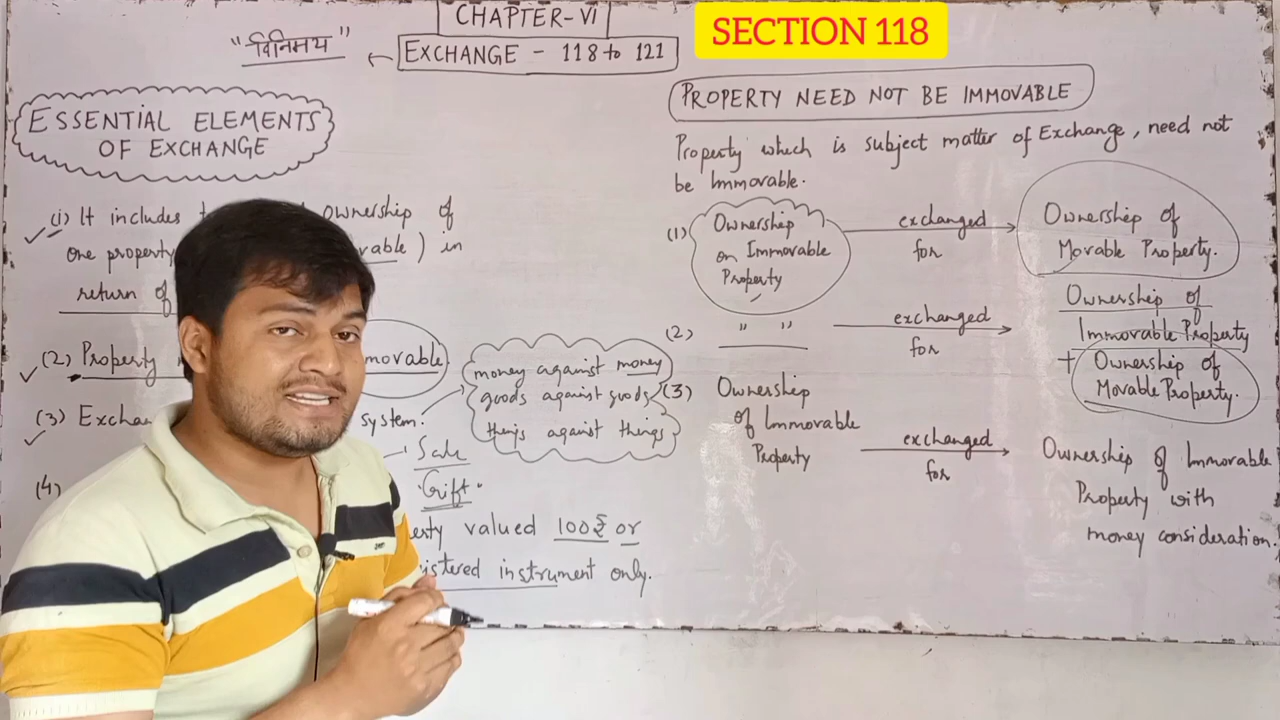 CHAPTER-VI
SECTION 118
"विनिमय"
EXCHANGE - 118 to 121
ESSENTIAL ELEMENTS
OF EXCHANGE
(i) It includes ownership of
one property ) in
return of
(2) Property movable
(3) system.
money against money
goods against goods
things against things
Sale
(4)
Gift.
valued 100₹ or
instrument only.
PROPERTY NEED NOT BE IMMOVABLE
Property which is subject matter of Exchange, need not
be Immovable.
(1) Ownership
on Immovable
Property
exchanged
for
Ownership of
Movable Property.
(2) " "
exchanged
for
Ownership of
Immovable Property
+ Ownership of
Movable Property.
(3) Ownership
of Immovable
Property
exchanged
for
Ownership of Immovable
Property with
money consideration.